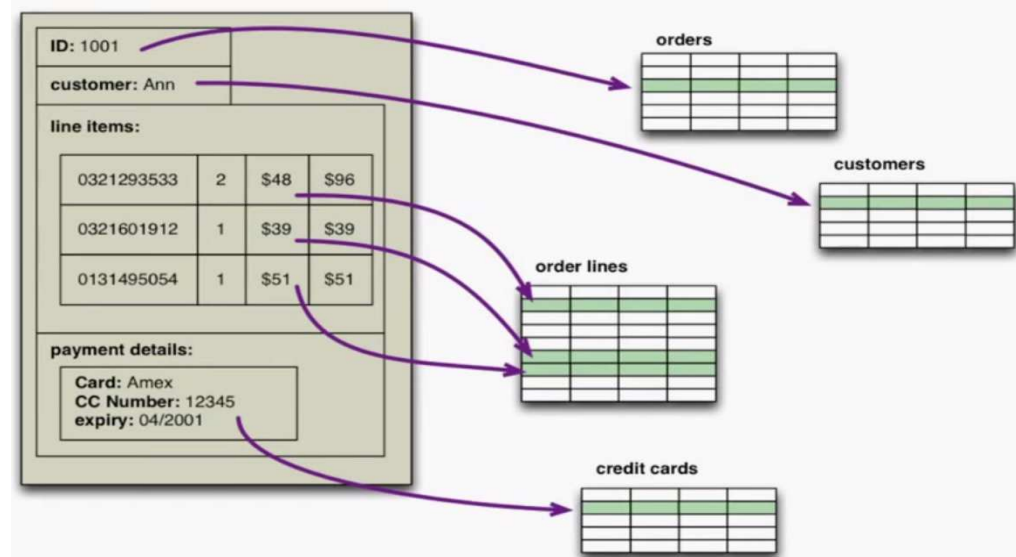 ID: 1001
customer: Ann
line items:
0321293533 2 $48 $96
0321601912 1 $39 $39
0131495054 1 $51 $51
payment details:
Card: Amex
CC Number: 12345
expiry: 04/2001
orders
customers
order lines
credit cards